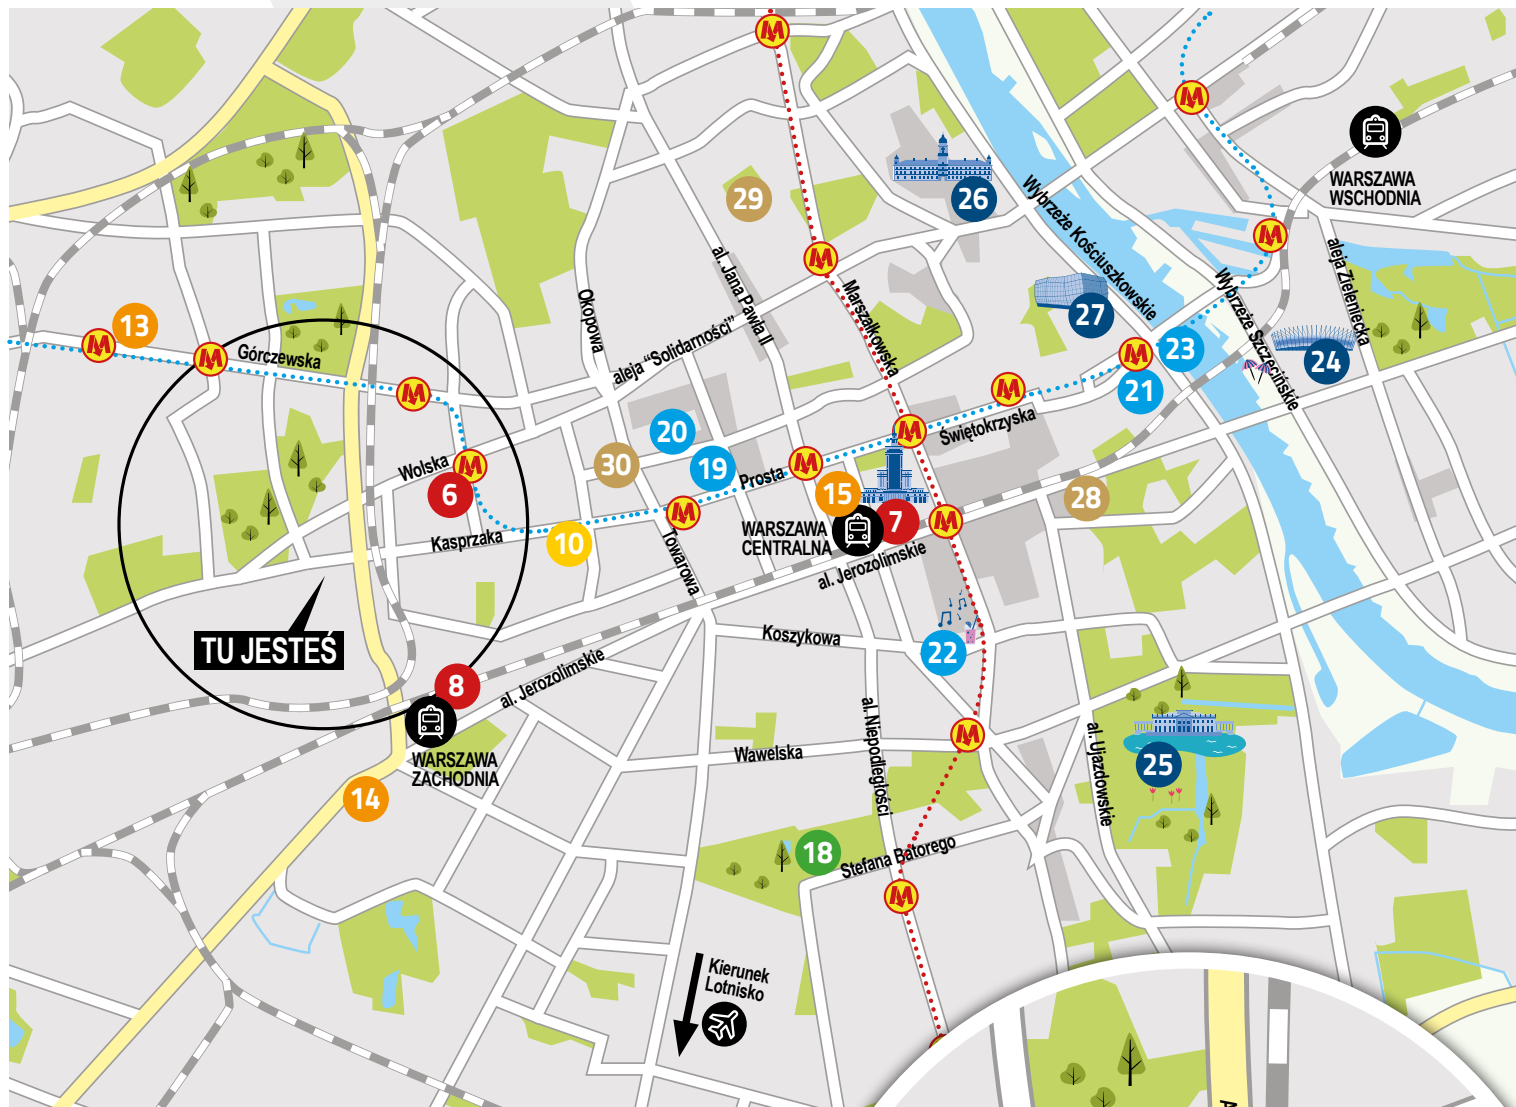 M
M
WARSZAWA
WSCHODNIA
29
26
Wybrzeże Kościuszkowskie
M
M
al. Jana Pawła II
aleja Zieleniecka
Wybrzeże Szczecińskie
Marszałkowska
27
Okopowa
13
M
M
Górczewska
aleja “Solidarności”
23
24
M
21
M
M
20
M
Świętokrzyska
30
19
Wolska
M
6
Prosta
M
15
28
M
WARSZAWA
CENTRALNA
7
M
10
Kasprzaka
Towarowa
al. Jerozolimskie
TU JESTEŚ
Koszykowa
22
8
al. Jerozolimskie
al. Niepodległości
al. Ujazdowskie
M
Wawelska
WARSZAWA
ZACHODNIA
14
25
18
Stefana Batorego
M
Kierunek
Lotnisko